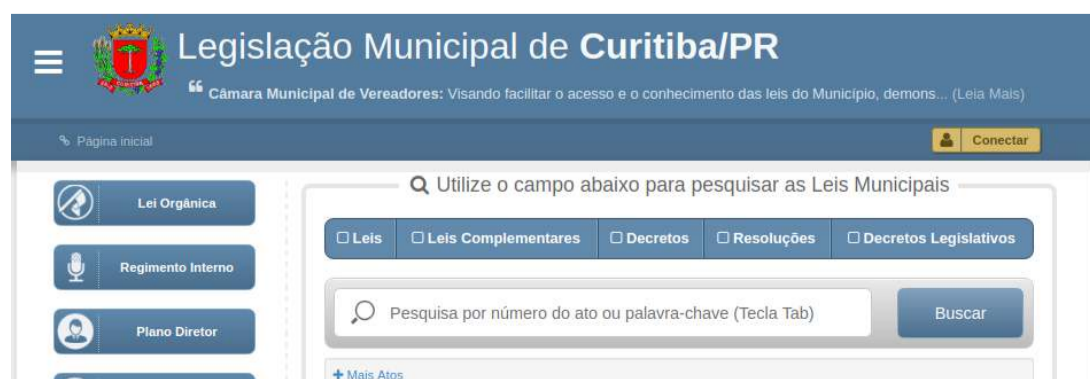 Legislação Municipal de Curitiba/PR
“ Câmara Municipal de Vereadores: Visando facilitar o acesso e o conhecimento das leis do Município, demons... (Leia Mais)
Página inicial
Conectar
Lei Orgânica
Regimento Interno
Plano Diretor
Utilize o campo abaixo para pesquisar as Leis Municipais
Leis Leis Complementares Decretos Resoluções Decretos Legislativos
Pesquisa por número do ato ou palavra-chave (Tecla Tab)
Buscar
+ Mais Atos